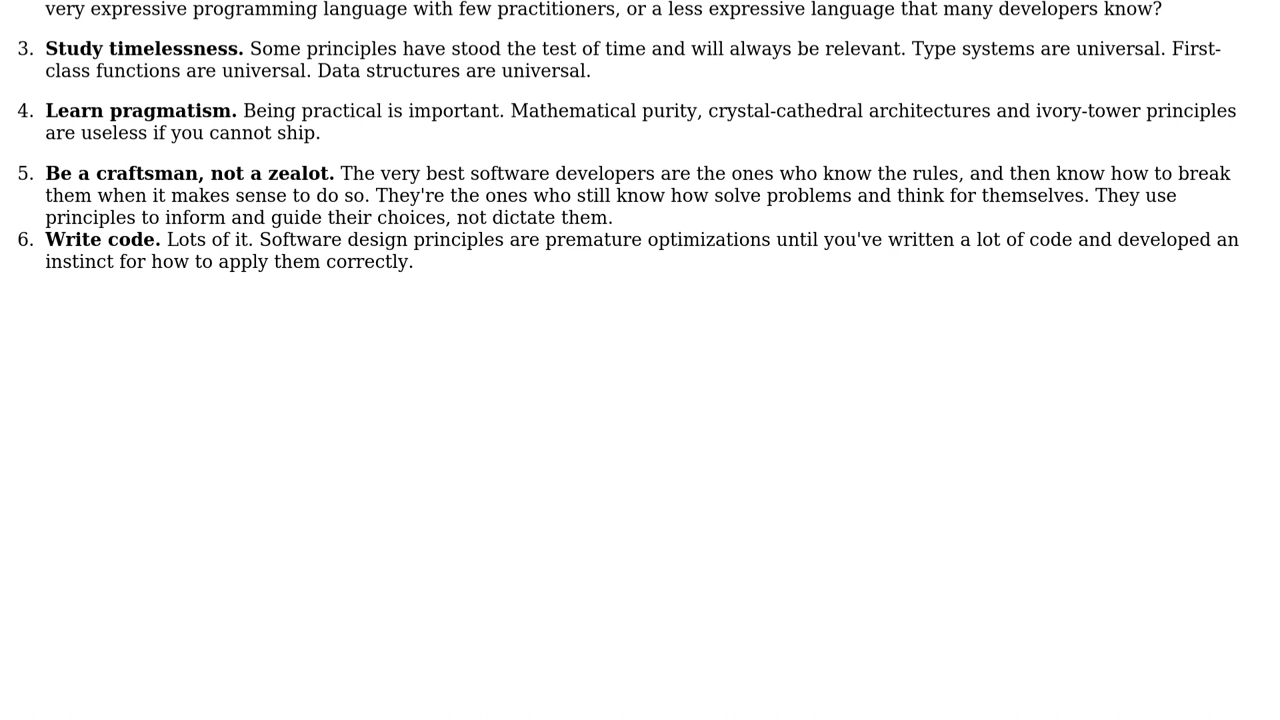 very expressive programming language with few practitioners, or a less expressive language that many developers know?
3. Study timelessness. Some principles have stood the test of time and will always be relevant. Type systems are universal. First-
class functions are universal. Data structures are universal.
4. Learn pragmatism. Being practical is important. Mathematical purity, crystal-cathedral architectures and ivory-tower principles
are useless if you cannot ship.
5. Be a craftsman, not a zealot. The very best software developers are the ones who know the rules, and then know how to break
them when it makes sense to do so. They're the ones who still know how solve problems and think for themselves. They use
principles to inform and guide their choices, not dictate them.
6. Write code. Lots of it. Software design principles are premature optimizations until you've written a lot of code and developed an
instinct for how to apply them correctly.